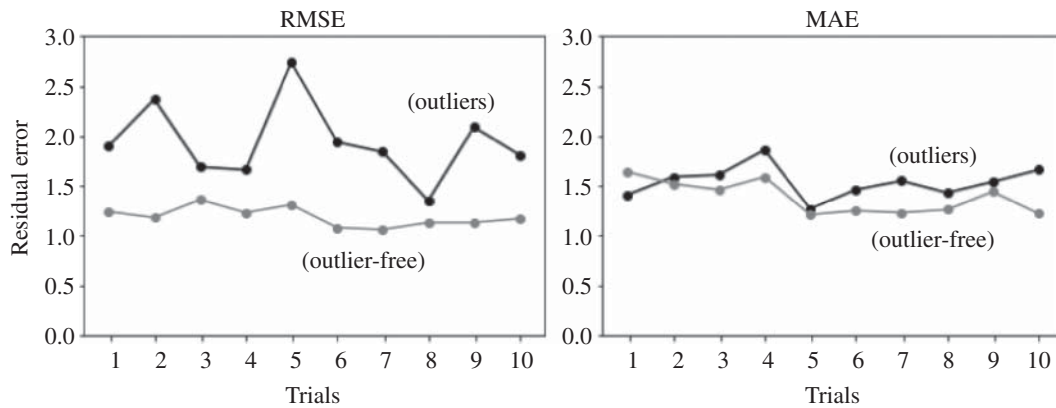 RMSE
3.0
2.5
2.0
1.5
1.0
0.5
0.0
Residual error
(outliers)
(outlier-free)
1 2 3 4 5 6 7 8 9 10
Trials
MAE
3.0
2.5
2.0
1.5
1.0
0.5
0.0
(outliers)
(outlier-free)
1 2 3 4 5 6 7 8 9 10
Trials